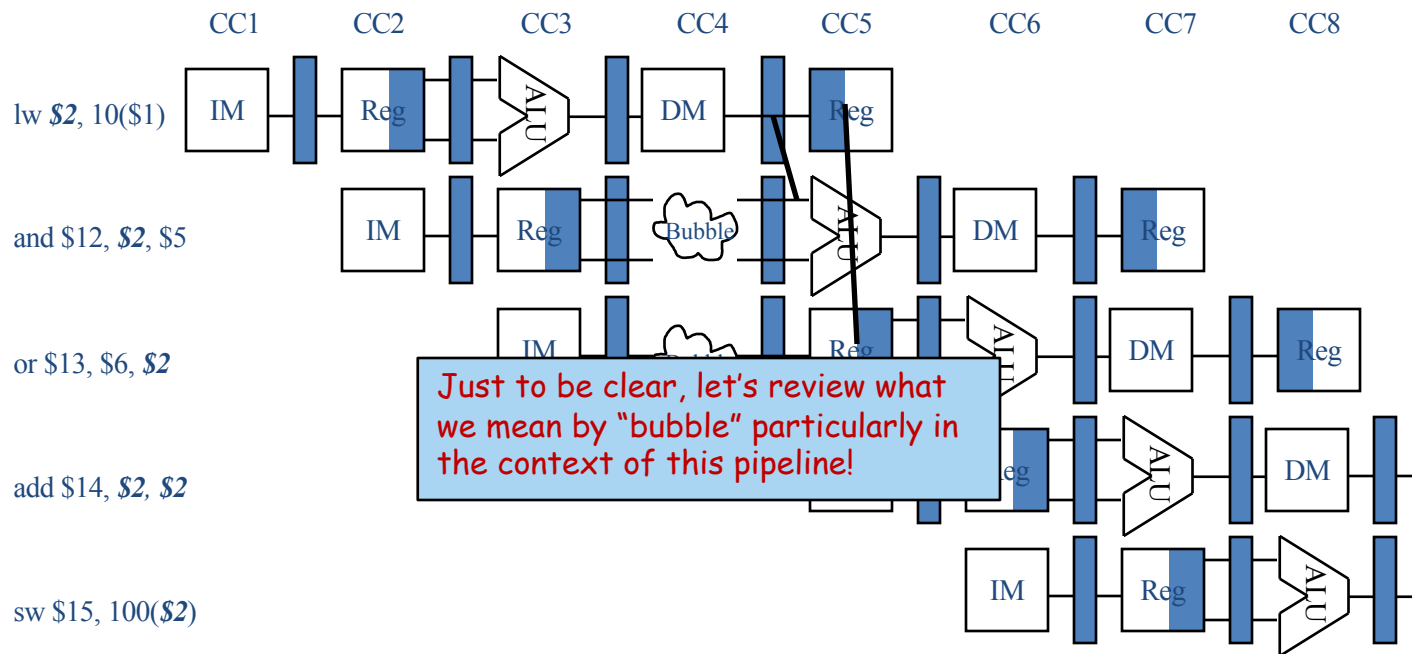 CC1 CC2 CC3 CC4 CC5 CC6 CC7 CC8
lw $2, 10($1) IM Reg ALU DM Reg
and $12, $2, $5 IM Reg Bubble ALU DM Reg
or $13, $6, $2 IM Reg ALU DM Reg
Just to be clear, let’s review what
we mean by “bubble” particularly in
the context of this pipeline!
add $14, $2, $2 ALU DM
sw $15, 100($2) IM Reg ALU